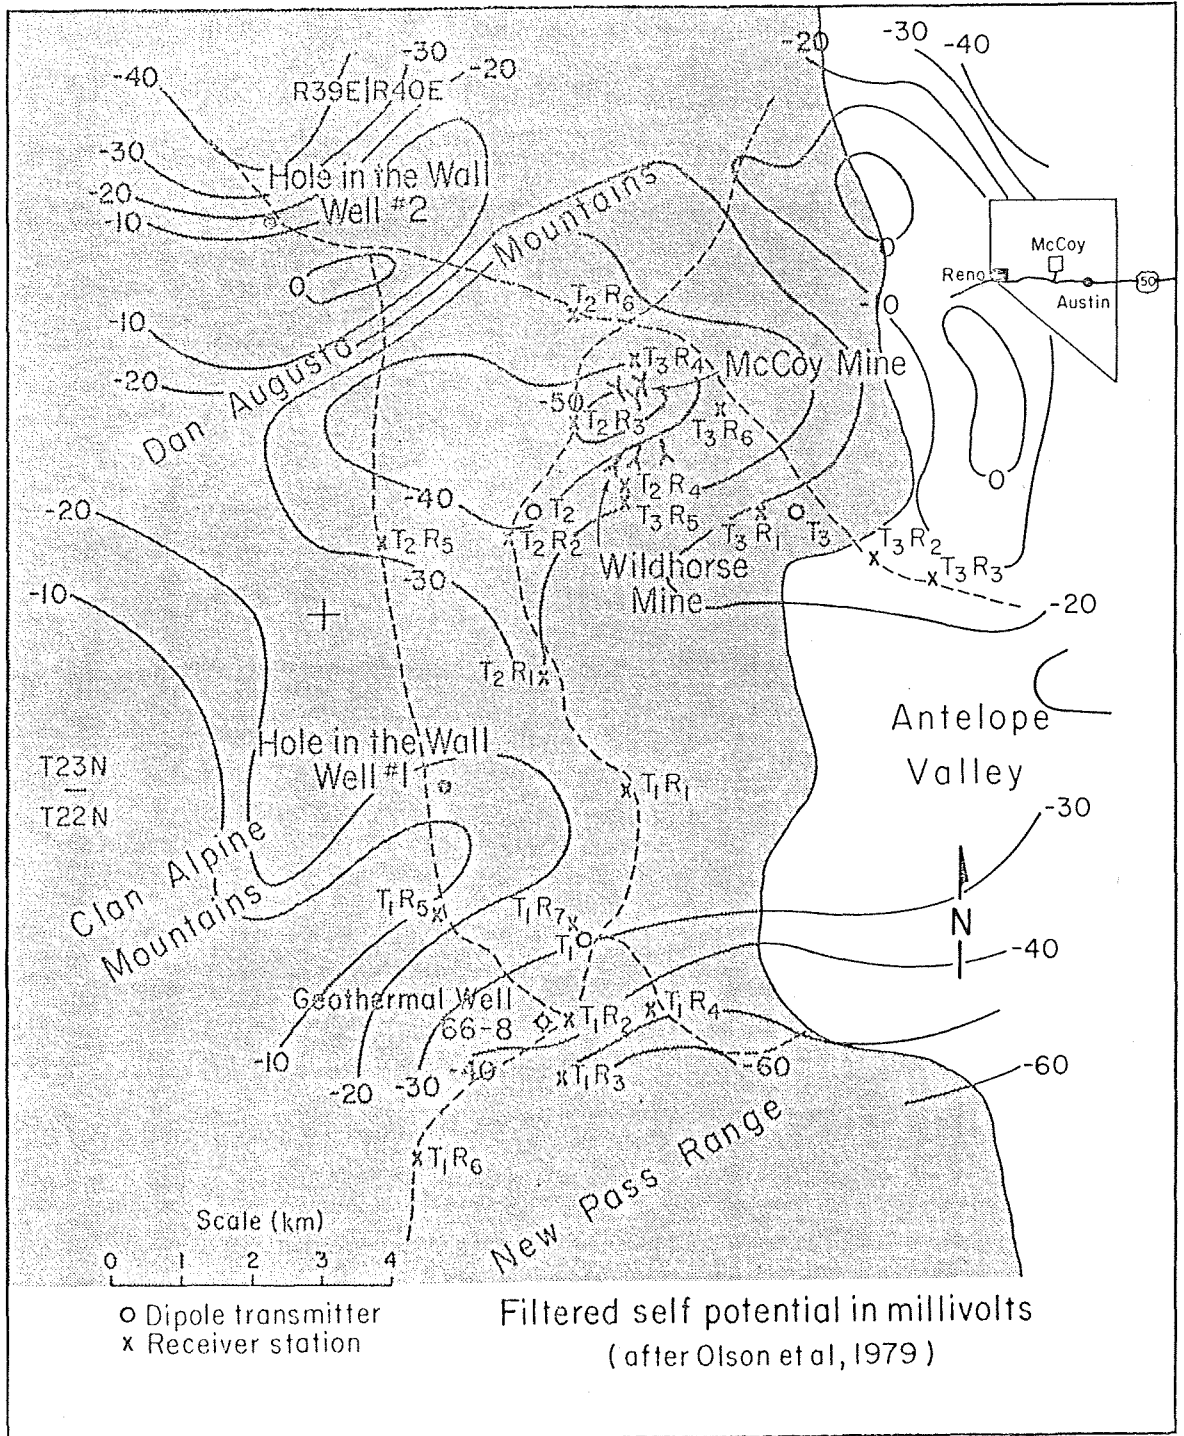 -20
-30
-40
-30
-20
-40
R39E|R40E
-30
-20
-10
Hole in the Wall
Well #2
Mountains
0
McCoy
Reno
Austin
50
0
T2R6
-10
-20
Dan Augusta
T3R4
McCoy Mine
-50
T2R3
T3R6
0
-40
T2
T2R4
T3R5
T3R1
T3
T2R5
T2R2
T3R2
T3R3
-20
-30
Wildhorse
Mine
-20
-10
T2R1
Antelope
Valley
Hole in the Wall
Well #1
T1R1
T23N
T22N
-30
Clan Alpine
Mountains
T1R5
T1R7
T1
N
-40
Geothermal Well
66-8
T1R2
T1R4
-10
-20
-30
-40
T1R3
-60
-60
T1R6
New Pass Range
Scale (km)
0 1 2 3 4
Dipole transmitter
x Receiver station
Filtered self potential in millivolts
(after Olson et al, 1979)